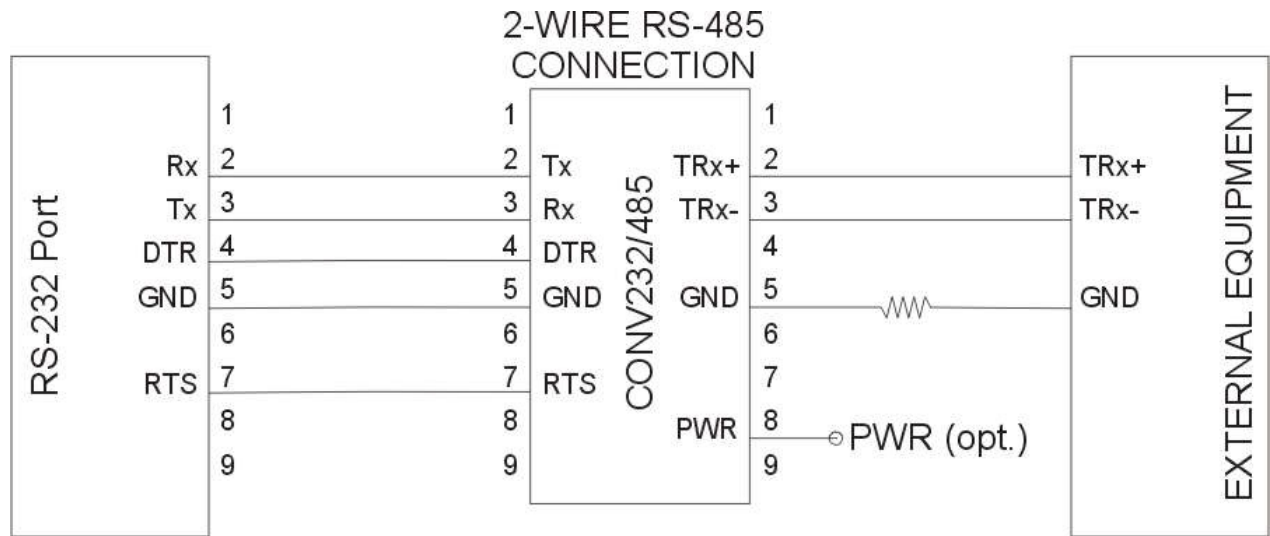 2-WIRE RS-485
CONNECTION
RS-232 Port
1
Rx 2
Tx 3
DTR 4
GND 5
6
RTS 7
8
9
1
2 Tx
3 Rx
4 DTR
5 GND
6
7 RTS
8
9
CONV232/485
1
TRx+ 2
TRx- 3
4
GND 5
6
7
PWR 8
9
PWR (opt.)
TRx+
TRx-
GND
EXTERNAL EQUIPMENT